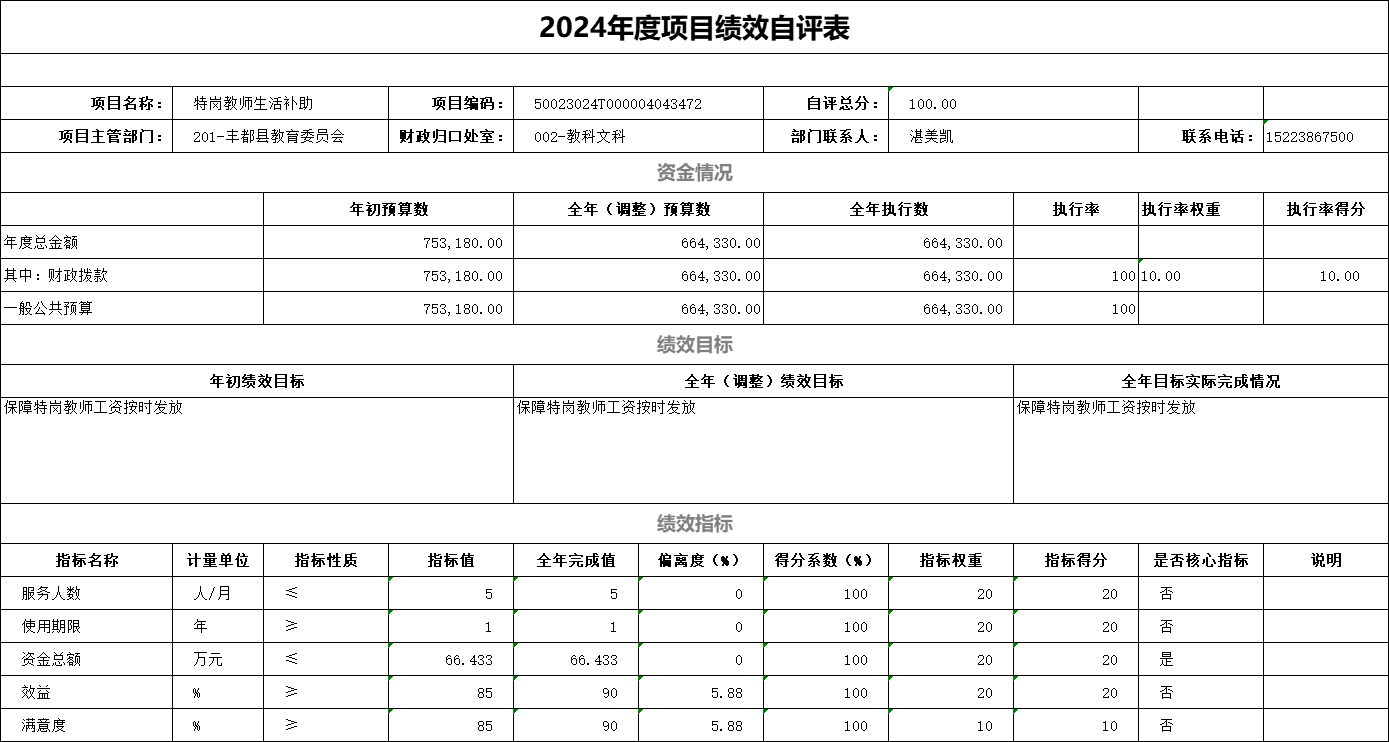 2024年度项目绩效自评表
项目名称： 特岗教师生活补助 项目编码： 50023024T000004043472 自评总分： 100.00
项目主管部门： 201-丰都县教育委员会 财政归口处室： 002-教科文科 部门联系人： 湛美凯 联系电话： 15223867500
资金情况
年初预算数 全年（调整）预算数 全年执行数 执行率 执行率权重 执行率得分
年度总金额 753,180.00 664,330.00 664,330.00
其中：财政拨款 753,180.00 664,330.00 664,330.00 100 10.00 10.00
一般公共预算 753,180.00 664,330.00 664,330.00 100
绩效目标
年初绩效目标 全年（调整）绩效目标 全年目标实际完成情况
保障特岗教师工资按时发放 保障特岗教师工资按时发放 保障特岗教师工资按时发放
绩效指标
指标名称 计量单位 指标性质 指标值 全年完成值 偏离度（%） 得分系数（%） 指标权重 指标得分 是否核心指标 说明
服务人数 人/月 ≤ 5 5 0 100 20 20 否
使用期限 年 ≥ 1 1 0 100 20 20 否
资金总额 万元 ≤ 66.433 66.433 0 100 20 20 是
效益 % ≥ 85 90 5.88 100 20 20 否
满意度 % ≥ 85 90 5.88 100 10 10 否